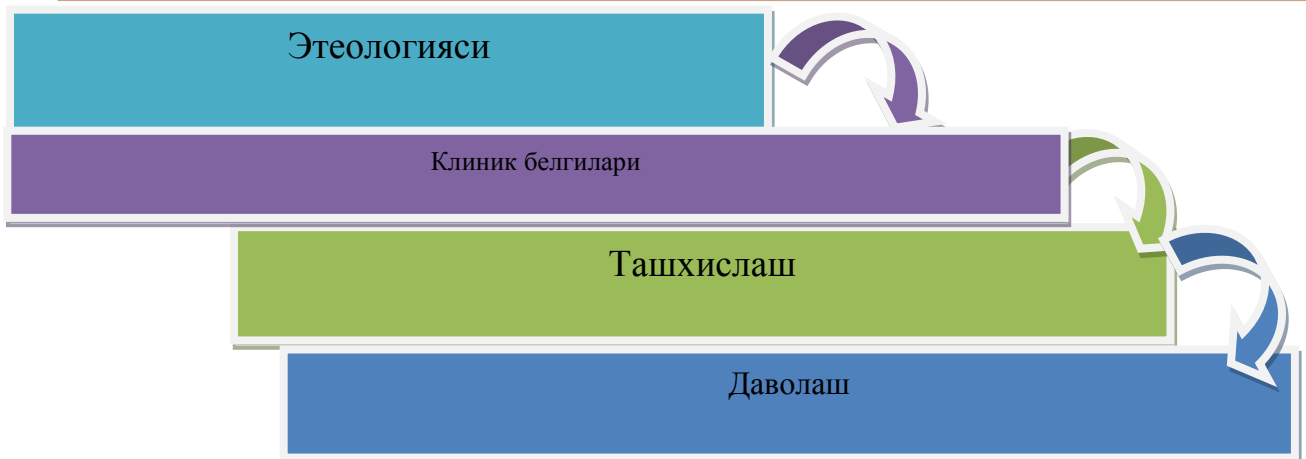 Этеологияси
Клиник белгилари
Ташхислаш
Даволаш